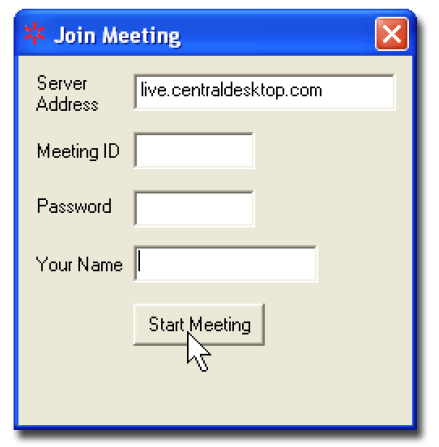 Join Meeting
Server
Address
live.centraldesktop.com
Meeting ID
Password
Your Name
Start Meeting